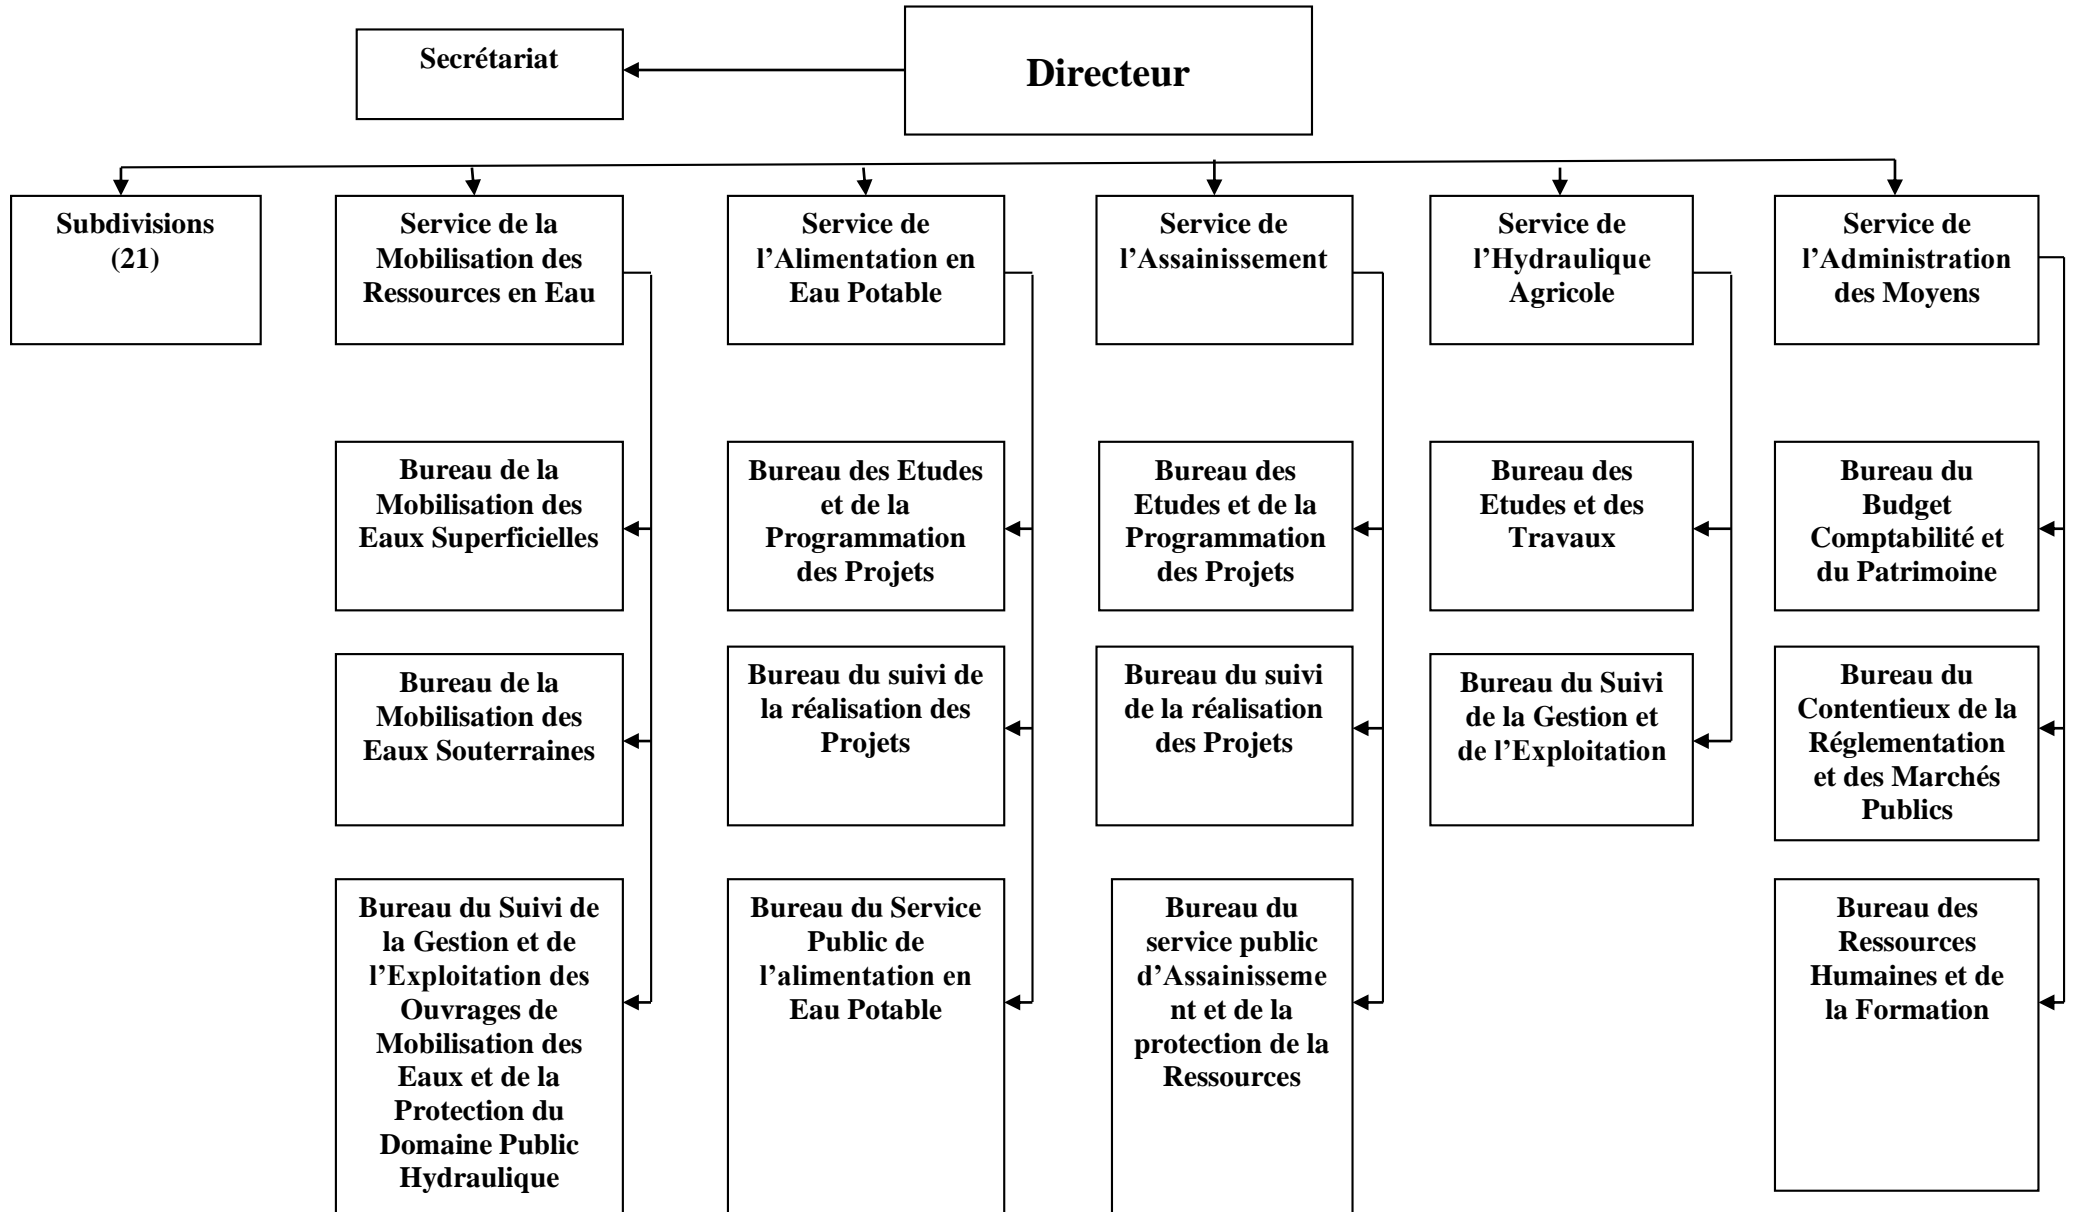 Secrétariat
Directeur
Subdivisions
(21)
Service de la
Mobilisation des
Ressources en Eau
Service de
l’Alimentation en
Eau Potable
Service de
l’Assainissement
Service de
l’Hydraulique
Agricole
Service de
l’Administration
des Moyens
Bureau de la
Mobilisation des
Eaux Superficielles
Bureau des Etudes
et de la
Programmation
des Projets
Bureau des
Etudes et de la
Programmation
des Projets
Bureau des
Etudes et des
Travaux
Bureau du
Budget
Comptabilité et
du Patrimoine
Bureau de la
Mobilisation des
Eaux Souterraines
Bureau du suivi de
la réalisation des
Projets
Bureau du suivi
de la réalisation
des Projets
Bureau du Suivi
de la Gestion et
de l’Exploitation
Bureau du
Contentieux de la
Réglementation
et des Marchés
Publics
Bureau du Suivi de
la Gestion et de
l’Exploitation des
Ouvrages de
Mobilisation des
Eaux et de la
Protection du
Domaine Public
Hydraulique
Bureau du Service
Public de
l’alimentation en
Eau Potable
Bureau du
service public
d’Assainisseme
nt et de la
protection de la
Ressources
Bureau des
Ressources
Humaines et de
la Formation